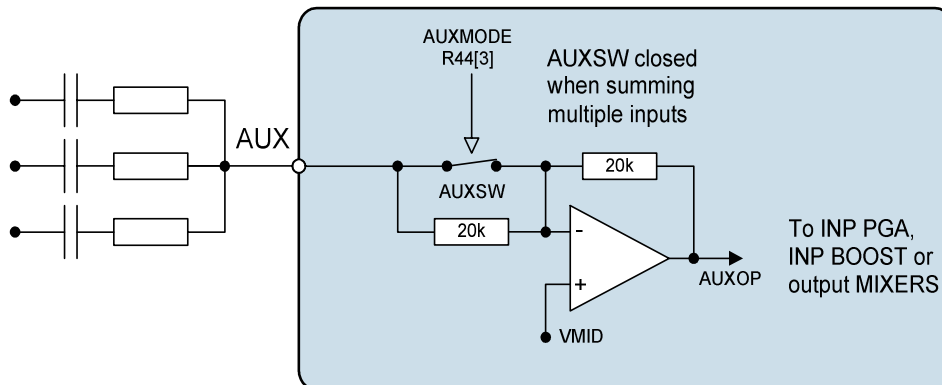 AUXMODE
R44[3]
AUXSW closed
when summing
multiple inputs
AUX
20k
AUXSW
20k
-
+
AUXOP
VMID
To INP PGA,
INP BOOST or
output MIXERS